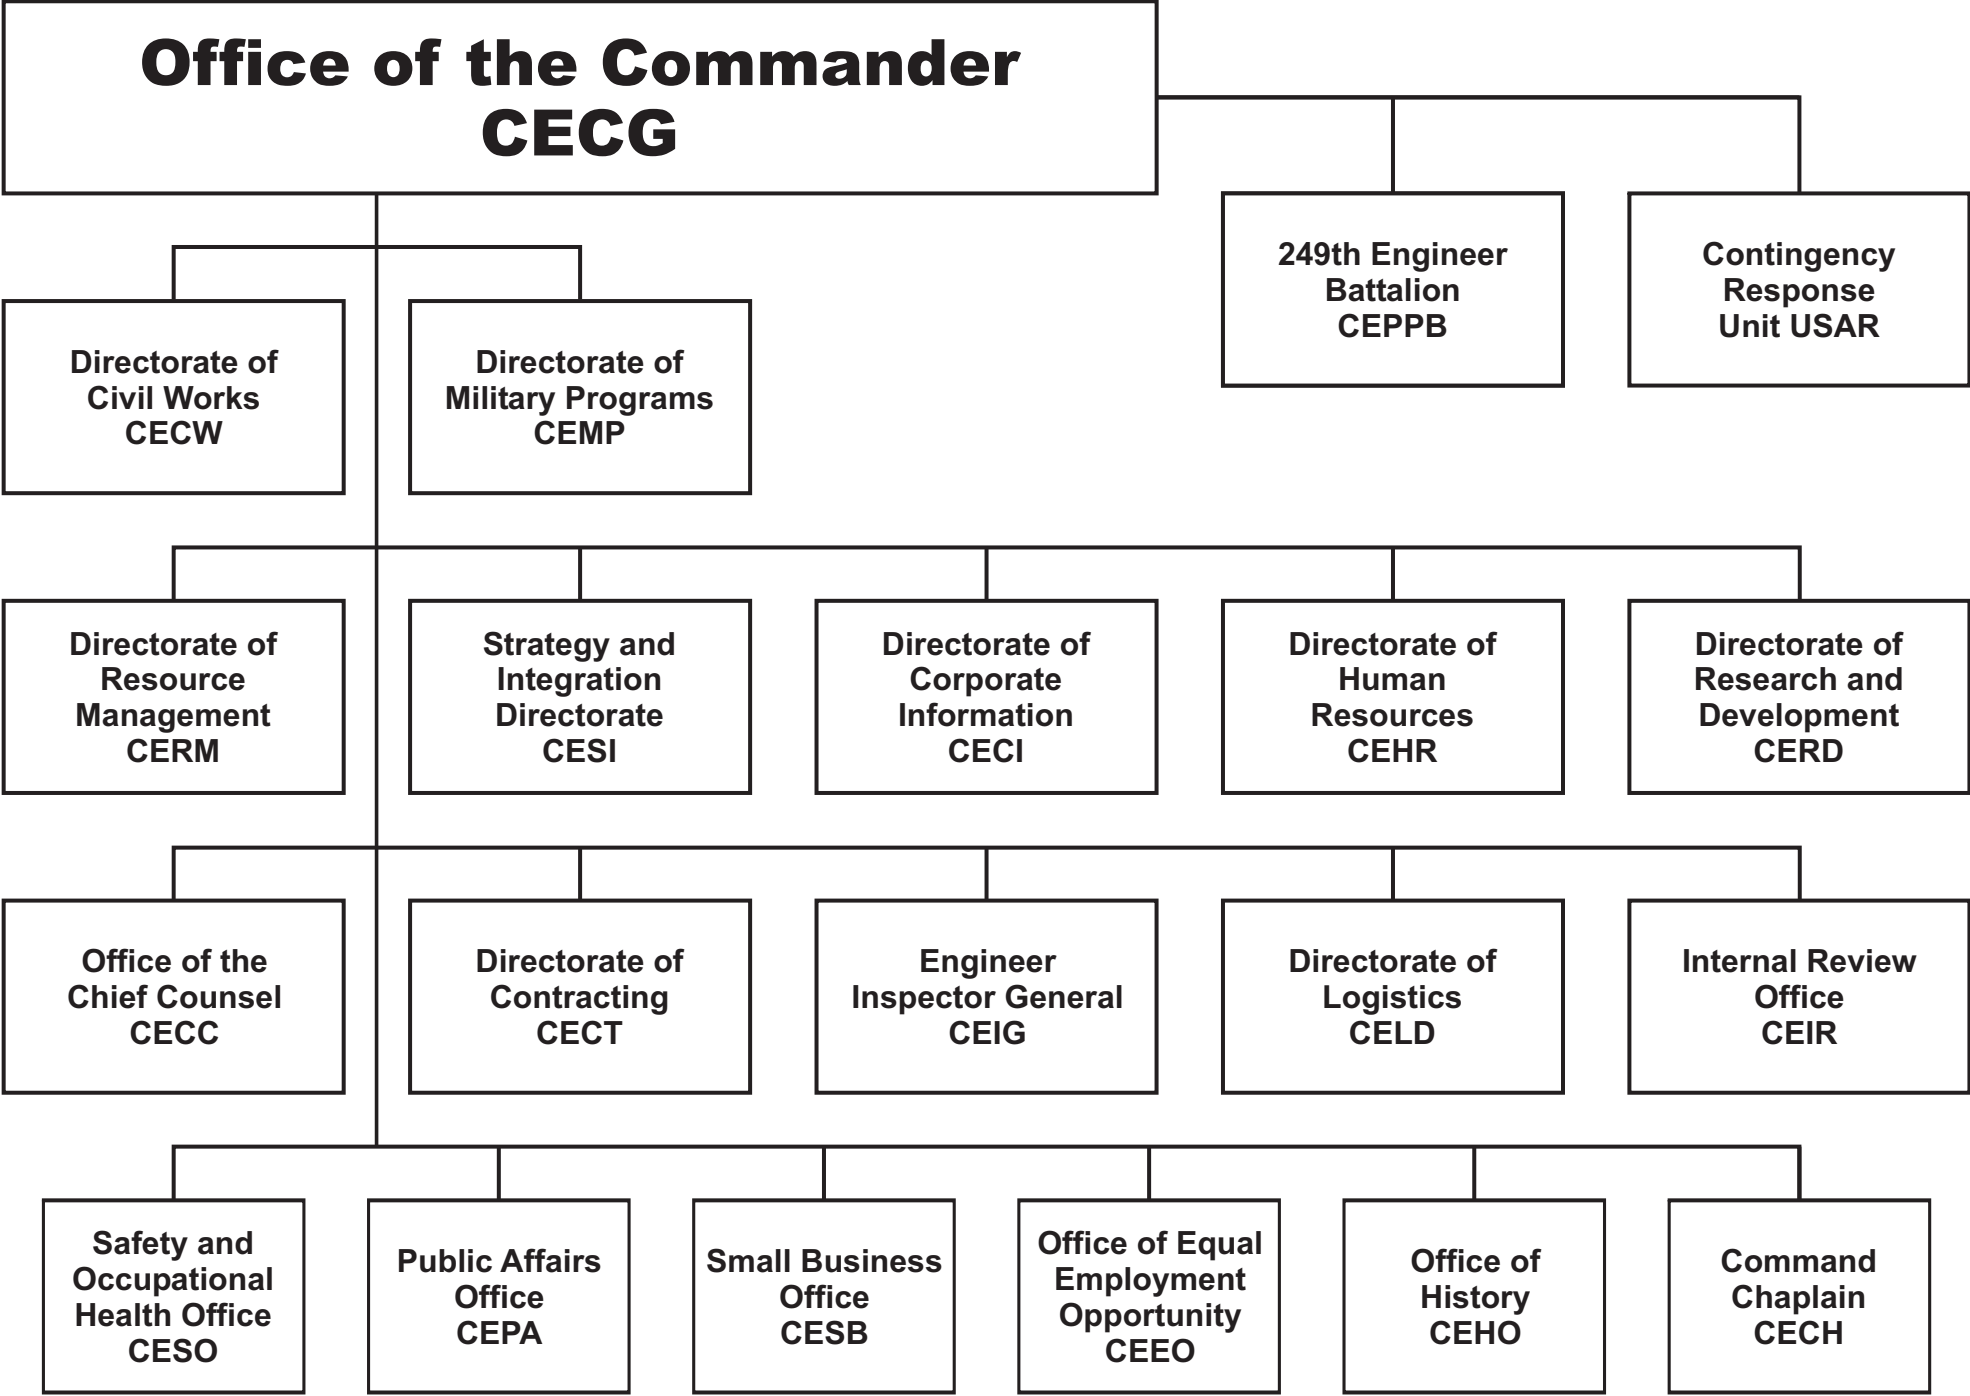 Office of the Commander
CECG
249th Engineer
Battalion
CEPPB
Contingency
Response
Unit USAR
Directorate of
Civil Works
CECW
Directorate of
Military Programs
CEMP
Directorate of
Resource
Management
CERM
Strategy and
Integration
Directorate
CESI
Directorate of
Corporate
Information
CECI
Directorate of
Human
Resources
CEHR
Directorate of
Research and
Development
CERD
Office of the
Chief Counsel
CECC
Directorate of
Contracting
CECT
Engineer
Inspector General
CEIG
Directorate of
Logistics
CELD
Internal Review
Office
CEIR
Safety and
Occupational
Health Office
CESO
Public Affairs
Office
CEPA
Small Business
Office
CESB
Office of Equal
Employment
Opportunity
CEEO
Office of
History
CEHO
Command
Chaplain
CECH